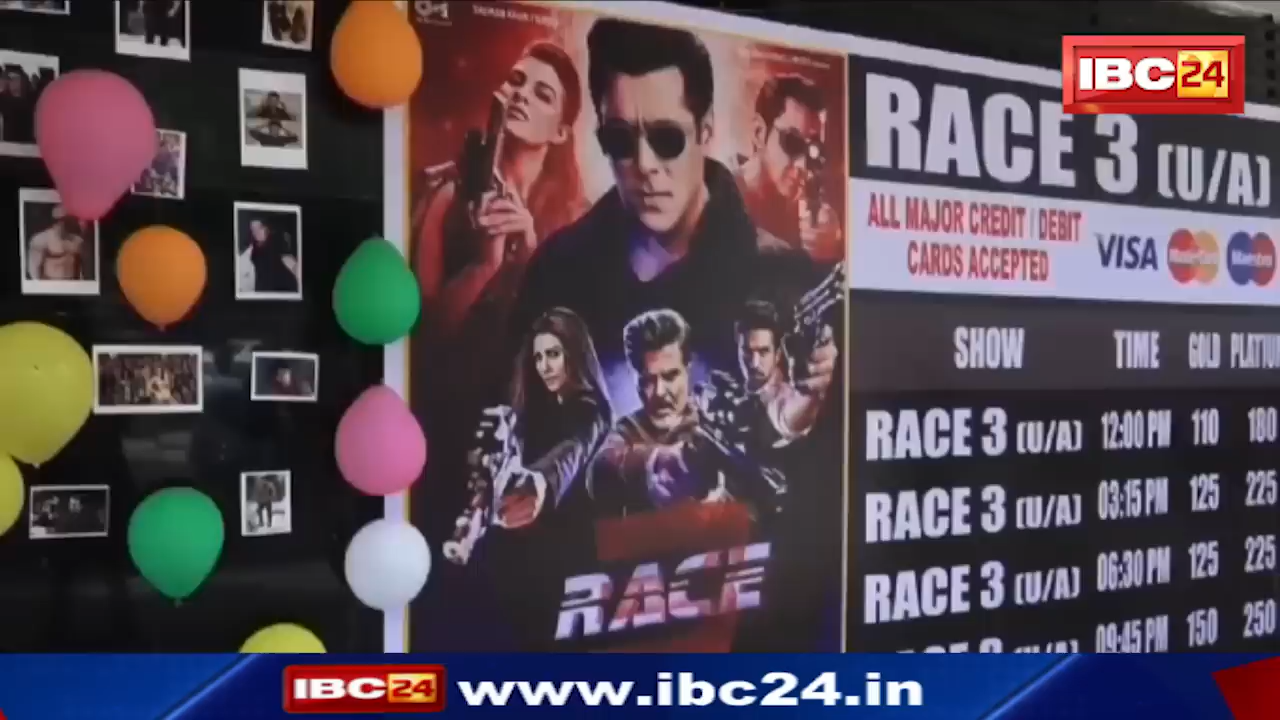 IBC24
RACE 3 (U/A)
ALL MAJOR CREDIT / DEBIT
CARDS ACCEPTED
VISA MasterCard Maestro
SHOW TIME GOLD
RACE 3 (U/A) 12:00 PM 110 180
RACE 3 (U/A) 03:15 PM 125 225
RACE 3 (U/A) 06:30 PM 125 225
09:45 PM 150 250
RACE
IBC24 www.ibc24.in